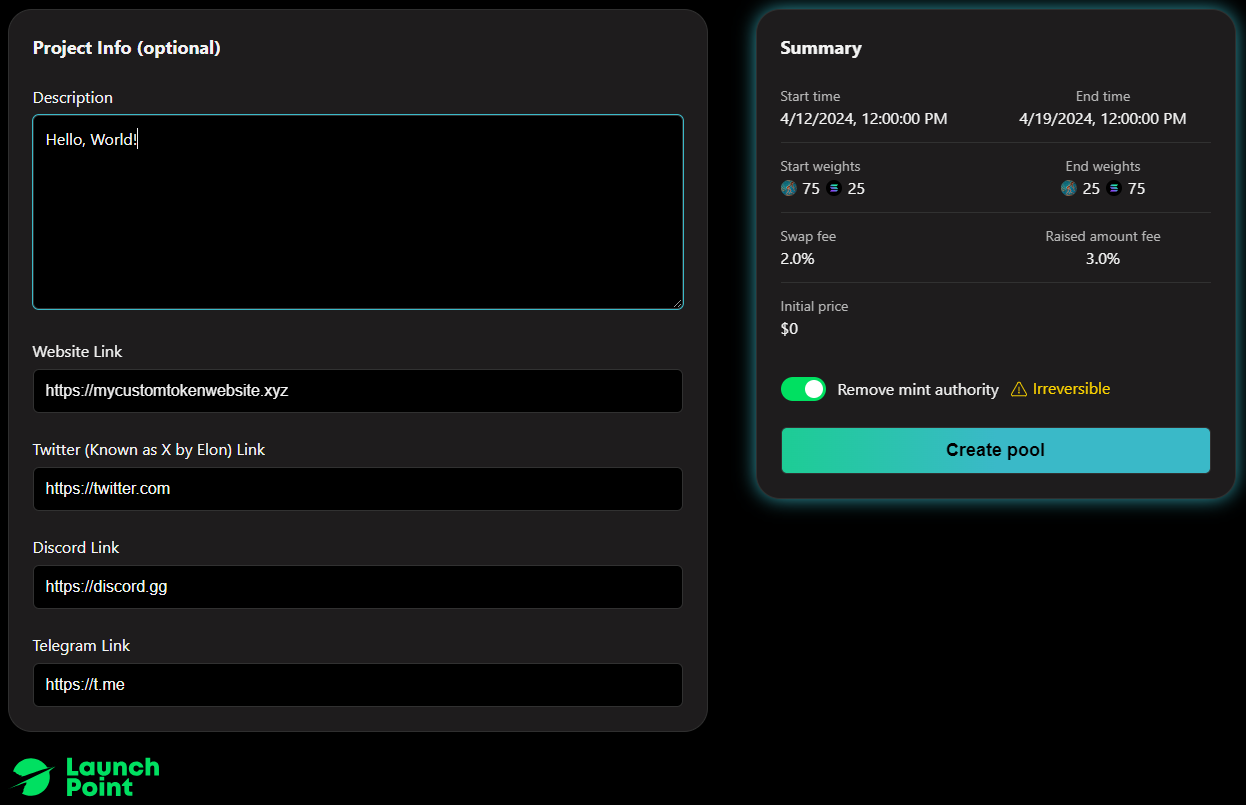 Project Info (optional)
Description
Hello, World!
Website Link
https://mycustomtokenwebsite.xyz
Twitter (Known as X by Elon) Link
https://twitter.com
Discord Link
https://discord.gg
Telegram Link
https://t.me
Launch
Point
Summary
Start time End time
4/12/2024, 12:00:00 PM 4/19/2024, 12:00:00 PM
Start weights End weights
75 25 25 75
Swap fee Raised amount fee
2.0% 3.0%
Initial price
$0
Remove mint authority Irreversible
Create pool